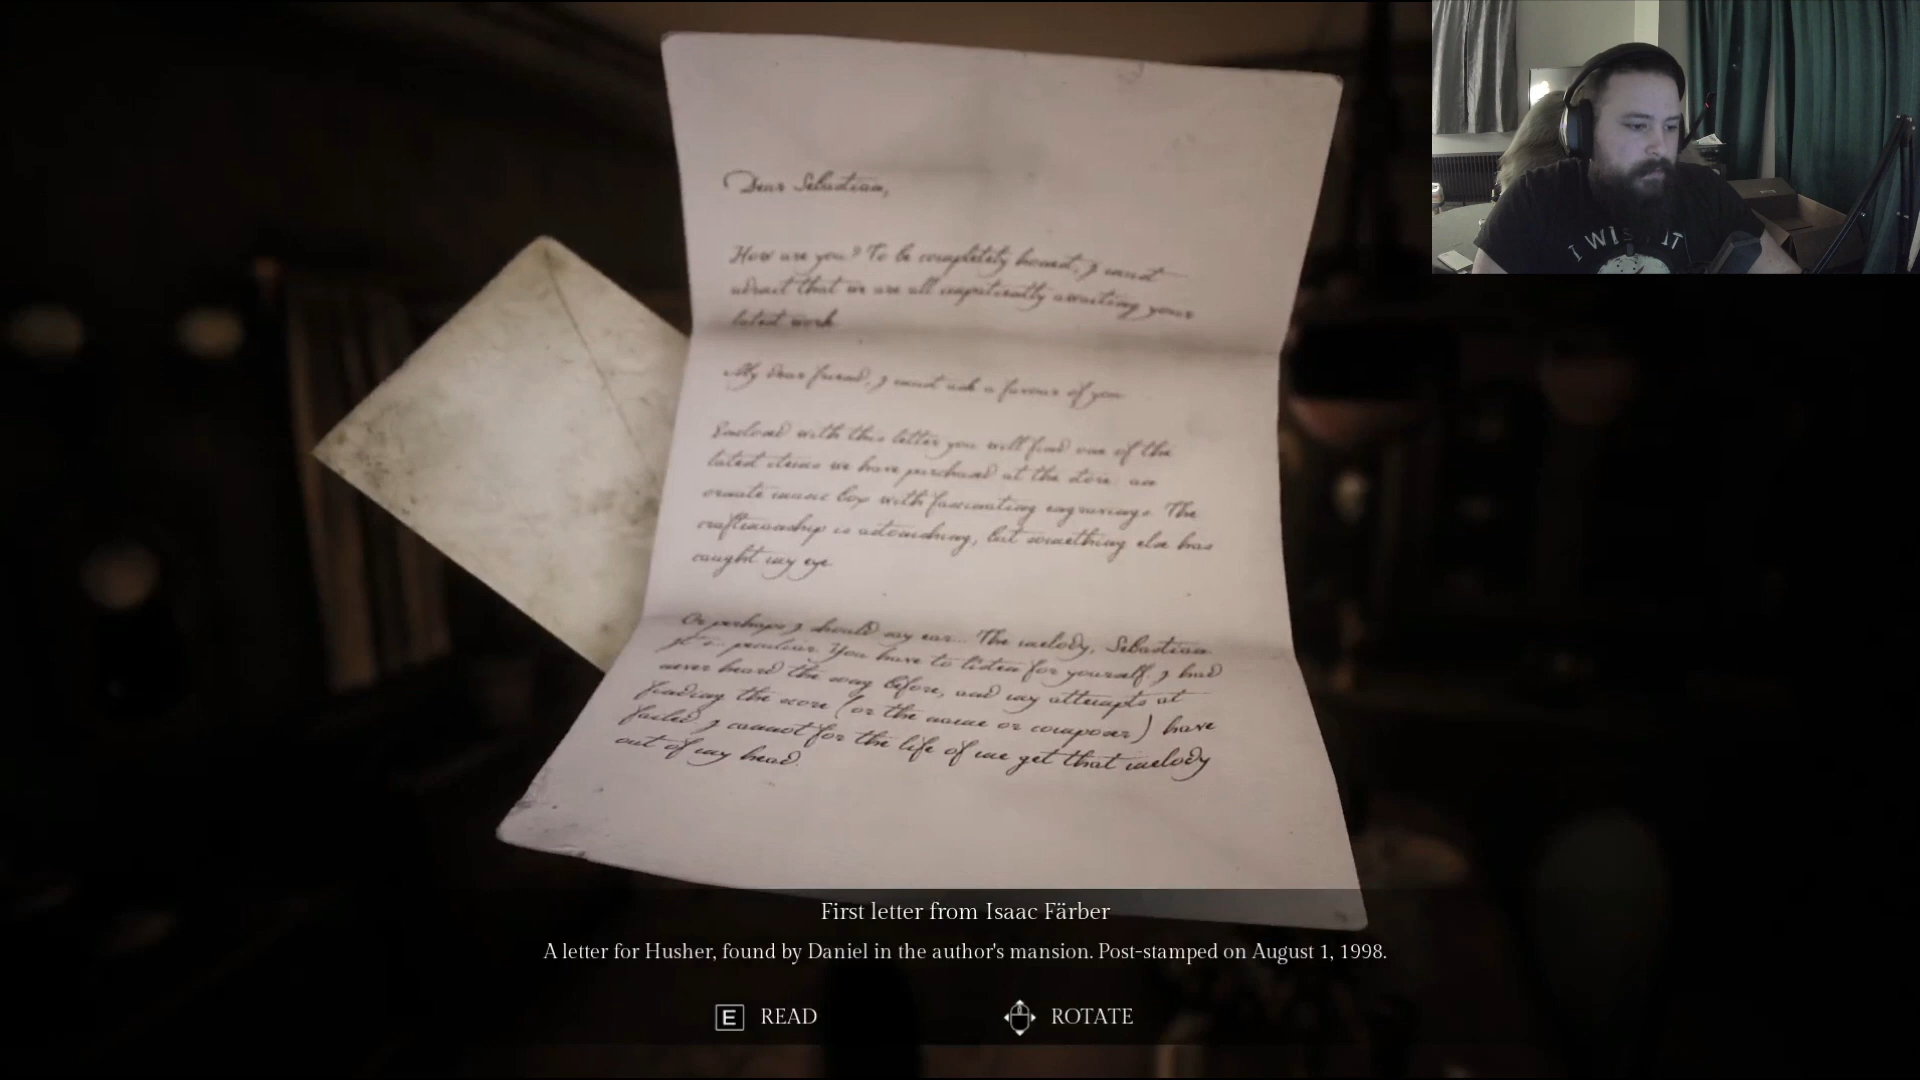 I WI IT
Dear Sebastian,
How are you? To be completely honest, I must
admit that we are all impatiently awaiting your
latest work
My dear friend, I must ask a favour of you
Enclosed with this letter you will find one of the
latest items we have purchased at the store: an
ornate music box with fascinating engravings. The
craftsmanship is astonishing, but something else has
caught my eye
Or perhaps I should say ear... The melody, Sebastian
peculiar. You have to listen for yourself. I had
never heard the song before, and my attempts at
finding the score (or the name or composer) have
failed. I cannot for the life of me get that melody
out of my head.
First letter from Isaac Färber
A letter for Husher, found by Daniel in the author's mansion. Post-stamped on August 1, 1998.
E READ
ROTATE